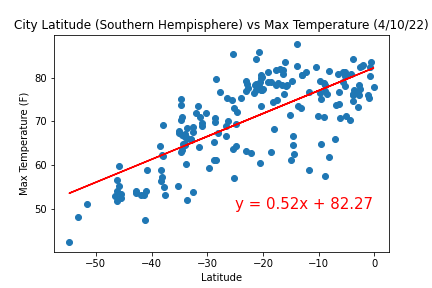 City Latitude (Southern Hempisphere) vs Max Temperature (4/10/22)
Max Temperature (F)
80
70
60
50
y = 0.52x + 82.27
−50 −40 −30 −20 −10 0
Latitude